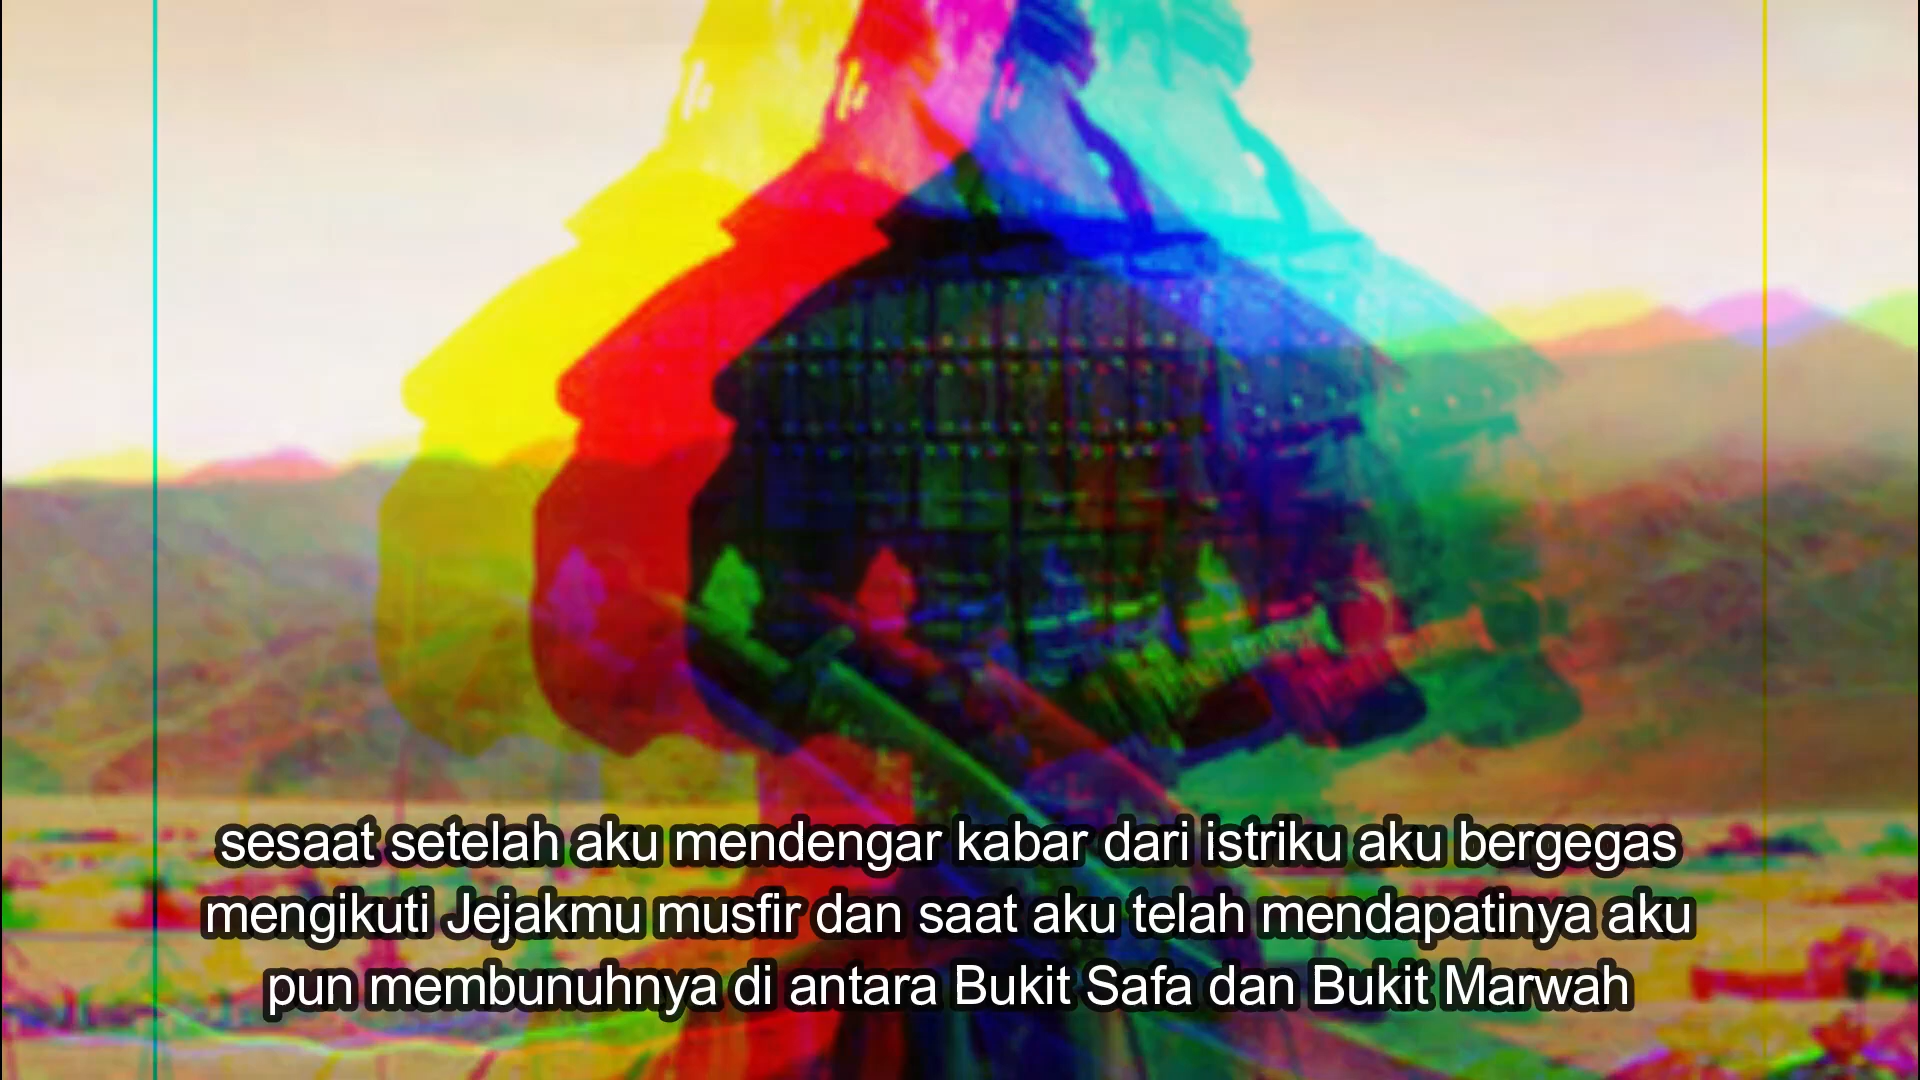 sesaat setelah aku mendengar kabar dari istriku aku bergegas
mengikuti Jejakmu musfir dan saat aku telah mendapatinya aku
pun membunuhnya di antara Bukit Safa dan Bukit Marwah